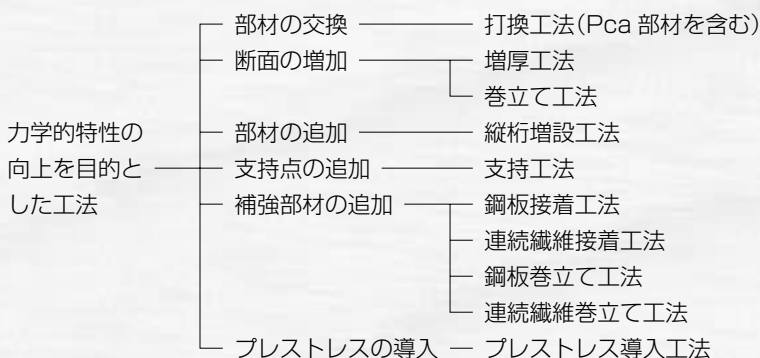 部材の交換 打換工法(Pca 部材を含む)
断面の増加 増厚工法
巻立て工法
力学的特性の
向上を目的と
した工法
部材の追加 縦桁増設工法
支持点の追加 支持工法
補強部材の追加 鋼板接着工法
連続繊維接着工法
鋼板巻立て工法
連続繊維巻立て工法
プレストレスの導入 プレストレス導入工法